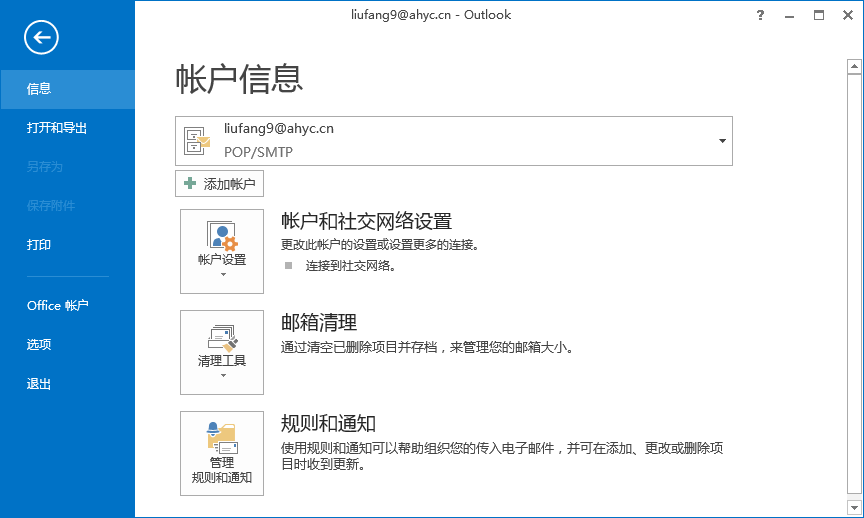 liufang9@ahyc.cn - Outlook
信息
打开和导出
另存为
保存附件
打印
Office 帐户
选项
退出
帐户信息
liufang9@ahyc.cn
POP/SMTP
添加帐户
帐户设置
帐户和社交网络设置
更改此帐户的设置或设置更多的连接。
连接到社交网络。
清理工具
邮箱清理
通过清空已删除项目并存档，来管理您的邮箱大小。
管理
规则和通知
规则和通知
使用规则和通知可以帮助组织您的传入电子邮件，并可在添加、更改或删除项
目时收到更新。